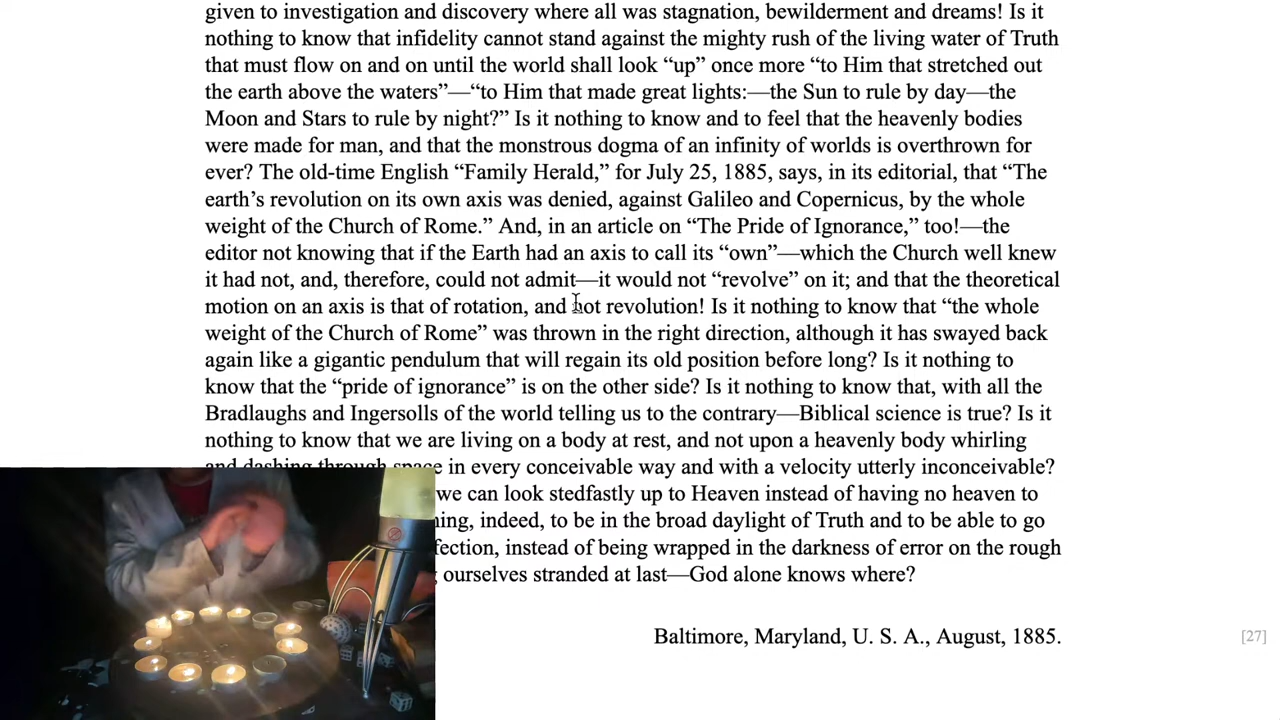 given to investigation and discovery where all was stagnation, bewilderment and dreams! Is it
nothing to know that infidelity cannot stand against the mighty rush of the living water of Truth
that must flow on and on until the world shall look “up” once more “to Him that stretched out
the earth above the waters”—“to Him that made great lights:—the Sun to rule by day—the
Moon and Stars to rule by night?” Is it nothing to know and to feel that the heavenly bodies
were made for man, and that the monstrous dogma of an infinity of worlds is overthrown for
ever? The old-time English “Family Herald,” for July 25, 1885, says, in its editorial, that “The
earth’s revolution on its own axis was denied, against Galileo and Copernicus, by the whole
weight of the Church of Rome.” And, in an article on “The Pride of Ignorance,” too!—the
editor not knowing that if the Earth had an axis to call its “own”—which the Church well knew
it had not, and, therefore, could not admit—it would not “revolve” on it; and that the theoretical
motion on an axis is that of rotation, and not revolution! Is it nothing to know that “the whole
weight of the Church of Rome” was thrown in the right direction, although it has swayed back
again like a gigantic pendulum that will regain its old position before long? Is it nothing to
know that the “pride of ignorance” is on the other side? Is it nothing to know that, with all the
Bradlaughs and Ingersolls of the world telling us to the contrary—Biblical science is true? Is it
nothing to know that we are living on a body at rest, and not upon a heavenly body whirling
and dashing through space in every conceivable way and with a velocity utterly inconceivable?
we can look stedfastly up to Heaven instead of having no heaven to
indeed, to be in the broad daylight of Truth and to be able to go
instead of being wrapped in the darkness of error on the rough
ourselves stranded at last—God alone knows where?
Baltimore, Maryland, U. S. A., August, 1885.
[27]